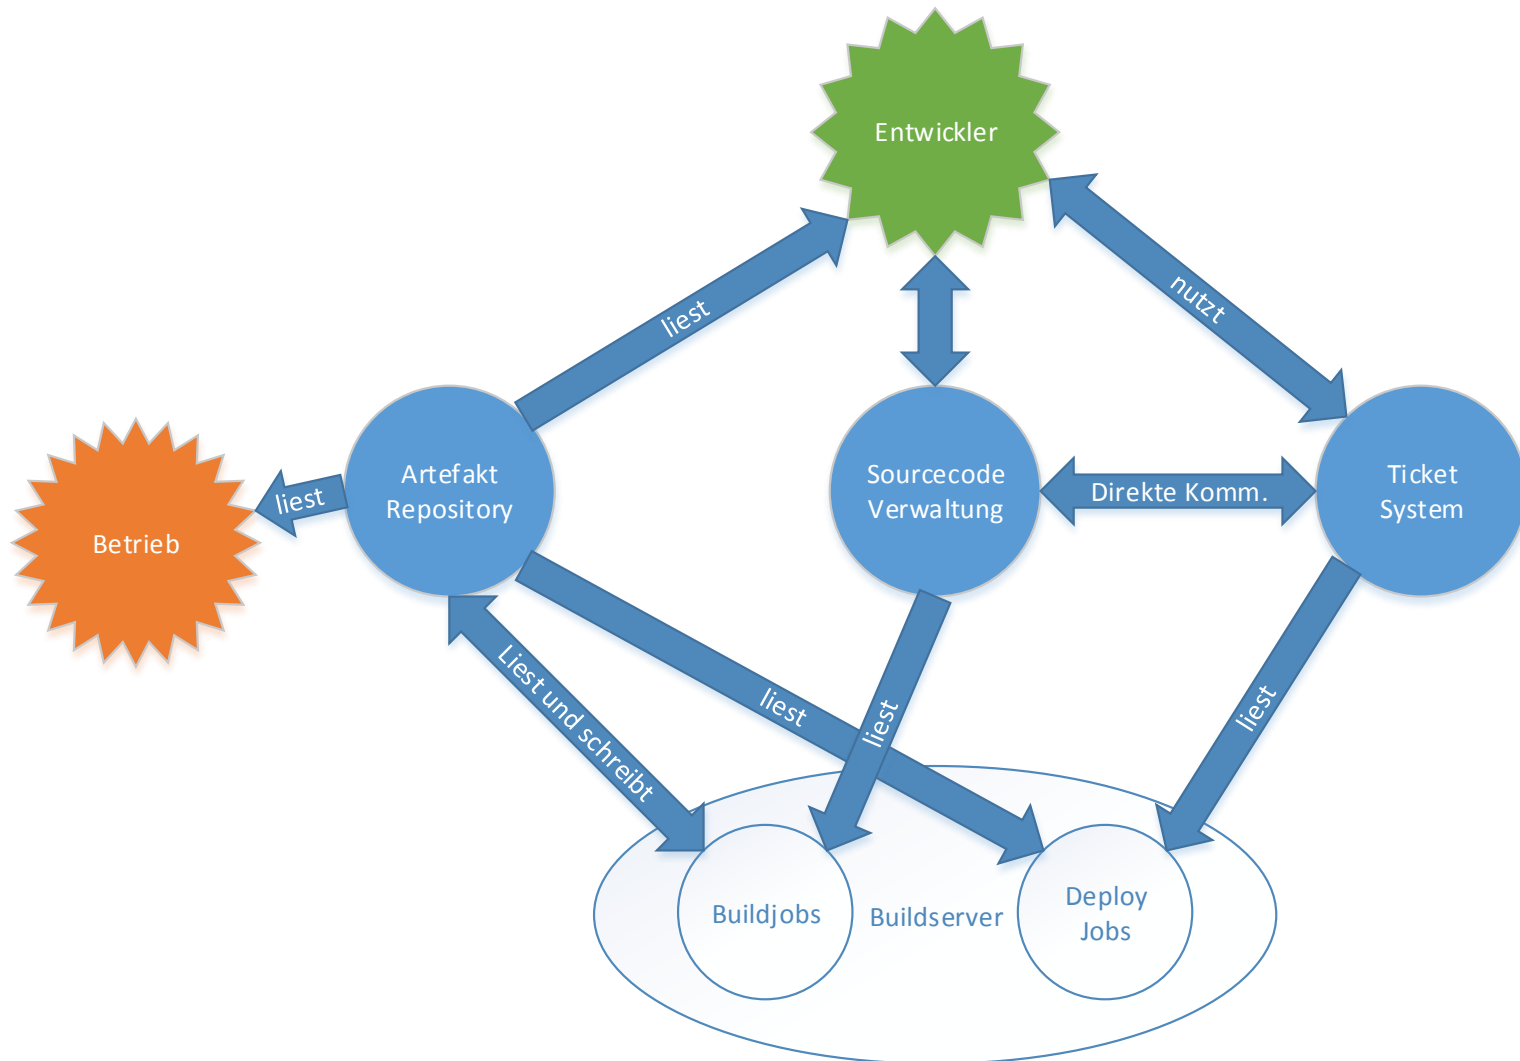 Entwickler
liest
nutzt
Artefakt
Repository
Sourcecode
Verwaltung
Direkte Komm.
Ticket
System
liest
Betrieb
Liest und schreibt
liest
liest
liest
Buildjobs
Buildserver
Deploy
Jobs